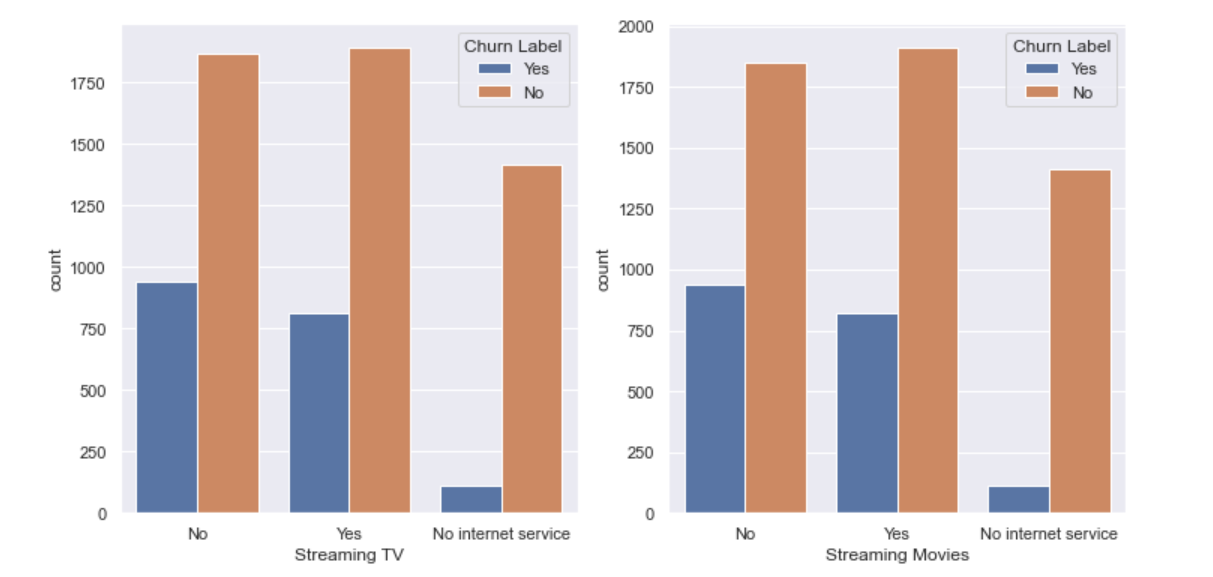 Churn Label
Yes
No
1750
1500
1250
1000
750
500
250
0
count
No
Yes
No internet service
Streaming TV
Churn Label
Yes
No
2000
1750
1500
1250
1000
750
500
250
0
count
No
Yes
No internet service
Streaming Movies